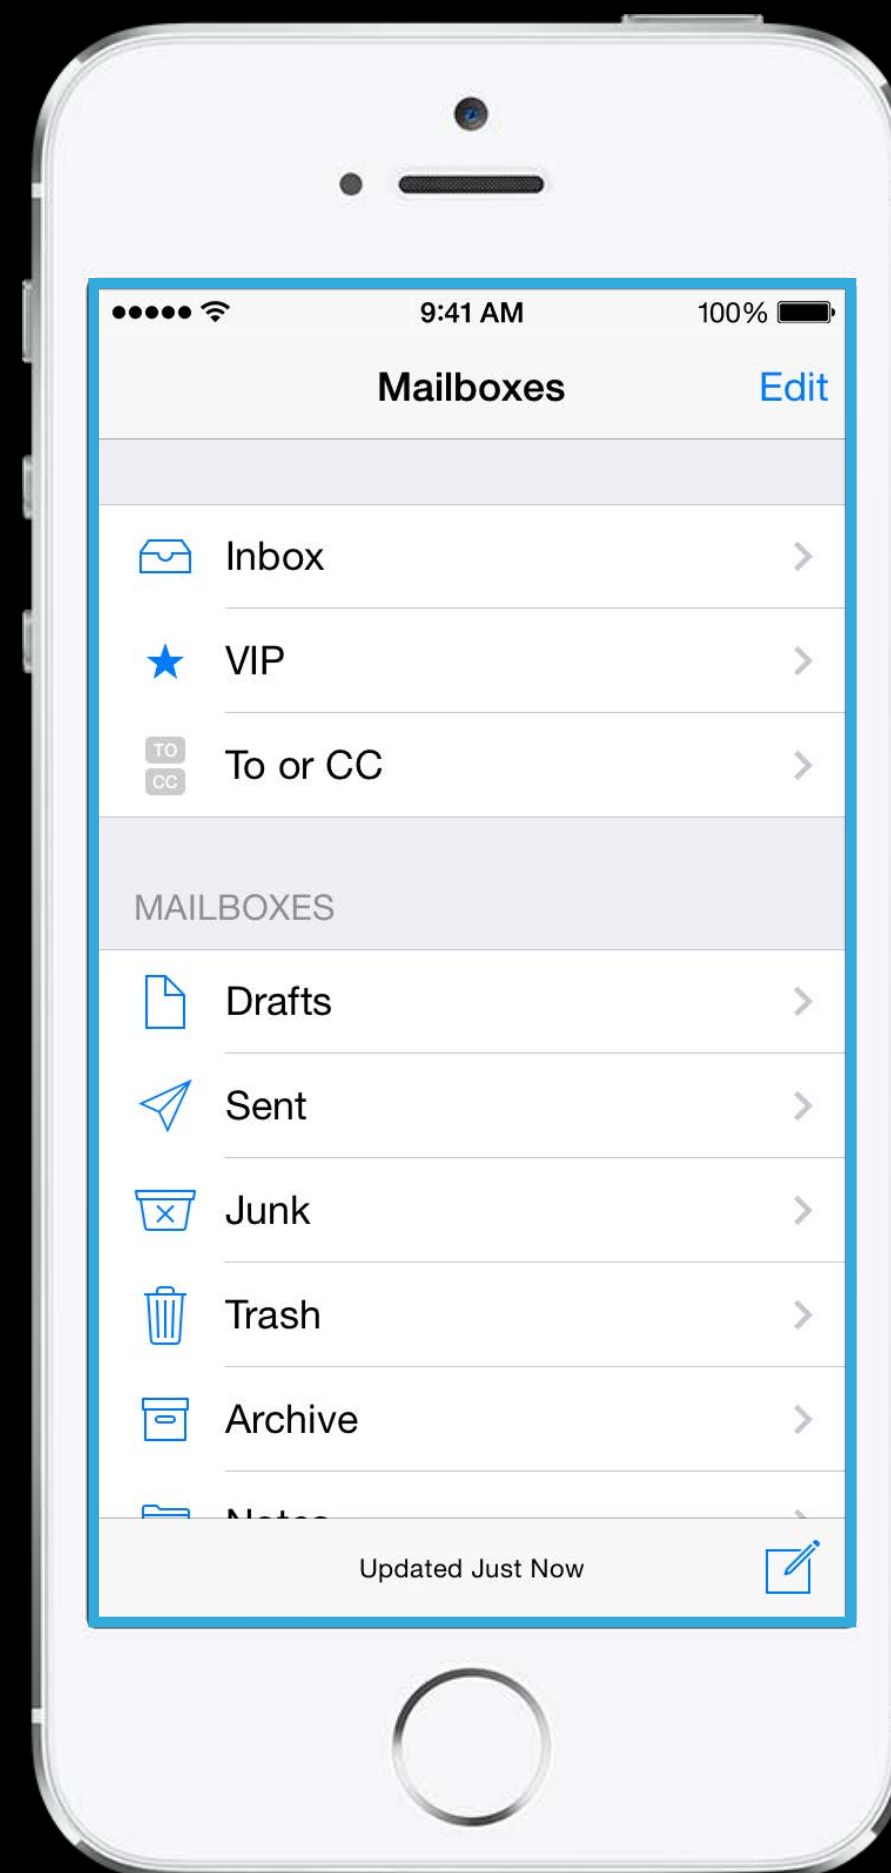 9:41 AM 100%
Mailboxes Edit
Inbox
VIP
TO
CC
To or CC
MAILBOXES
Drafts
Sent
Junk
Trash
Archive
Notes
Updated Just Now